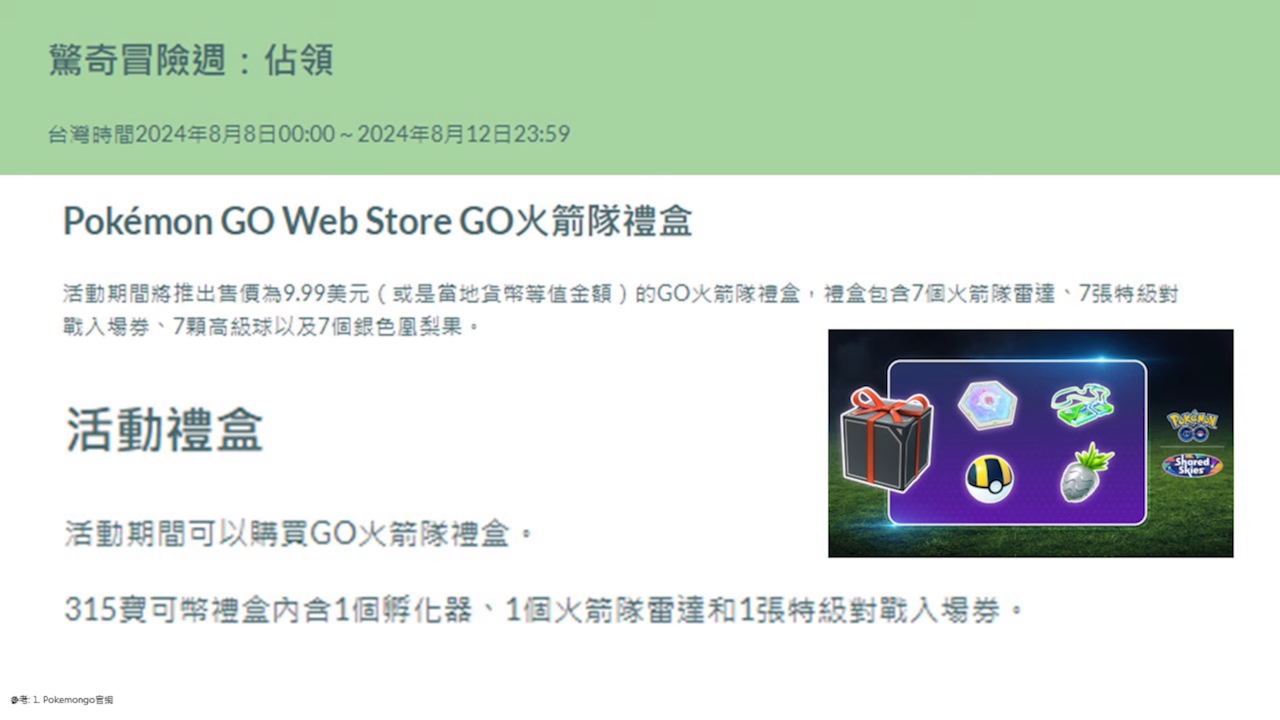 驚奇冒險週：佔領
台灣時間2024年8月8日00:00～2024年8月12日23:59
Pokémon GO Web Store GO火箭隊禮盒
活動期間將推出售價為9.99美元（或是當地貨幣等值金額）的GO火箭隊禮盒，禮盒包含7個火箭隊雷達、7張特級對
戰入場券、7顆高級球以及7個銀色凰梨果。
活動禮盒
活動期間可以購買GO火箭隊禮盒。
315寶可幣禮盒內含1個孵化器、1個火箭隊雷達和1張特級對戰入場券。
POKÉMON
GO
Shared
Skies
參考: 1. Pokemongo官網